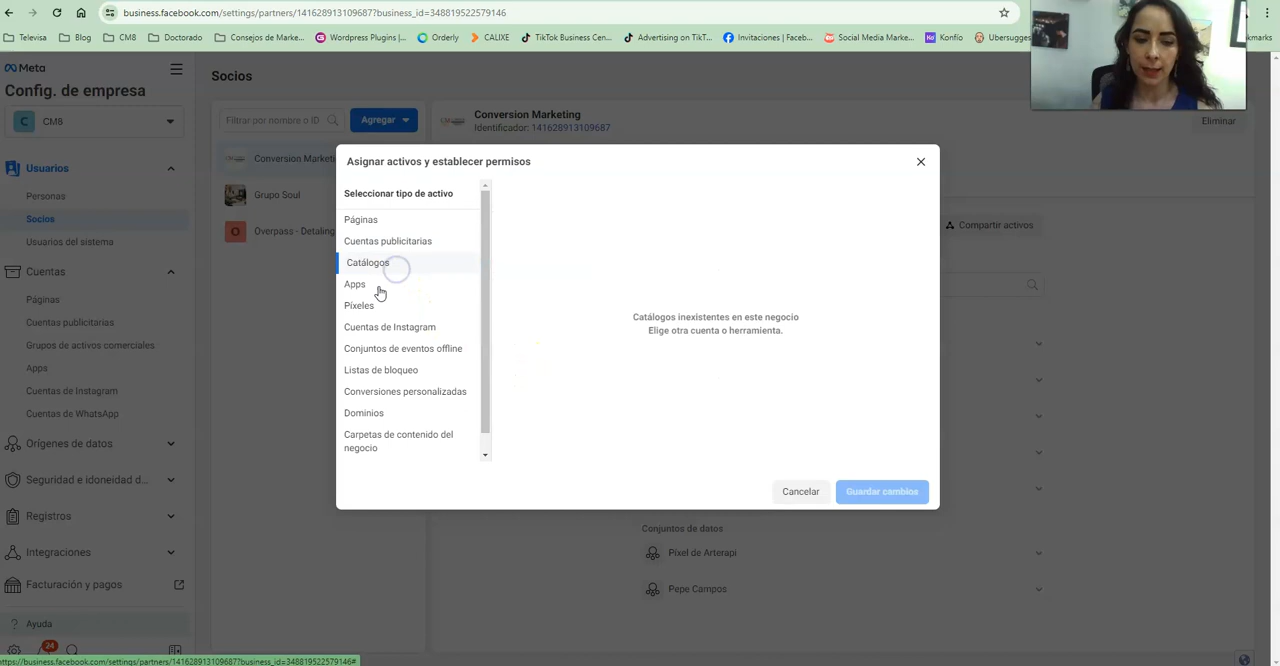 business.facebook.com/settings/partners/141628913109687?business_id=348819522579146
Televisa
Blog
CM8
Doctorado
Consejos de Marke...
Wordpress Plugins |...
Orderly
CALIXE
TikTok Business Cen...
Advertising on TikT...
Invitaciones | Faceb...
Social Media Marke...
Konfío
Ubersugges
kmarks
Meta
Config. de empresa
C
CM8
Usuarios
Personas
Socios
Usuarios del sistema
Cuentas
Páginas
Cuentas publicitarias
Grupos de activos comerciales
Apps
Cuentas de Instagram
Cuentas de WhatsApp
Orígenes de datos
Seguridad e idoneidad d...
Registros
Integraciones
Facturación y pagos
Ayuda
24
https://business.facebook.com/settings/partners/141628913109687?business_id=348819522579146#
Socios
Filtrar por nombre o ID
Agregar
Conversion Marketi
Grupo Soul
O
Overpass - Detaling
Conversion Marketing
Identificador: 141628913109687
Eliminar
Compartir activos
Asignar activos y establecer permisos
Seleccionar tipo de activo
Páginas
Cuentas publicitarias
Catálogos
Apps
Píxeles
Cuentas de Instagram
Conjuntos de eventos offline
Listas de bloqueo
Conversiones personalizadas
Dominios
Carpetas de contenido del
negocio
Catálogos inexistentes en este negocio
Elige otra cuenta o herramienta.
Cancelar
Guardar cambios
Conjuntos de datos
Píxel de Arterapi
Pepe Campos